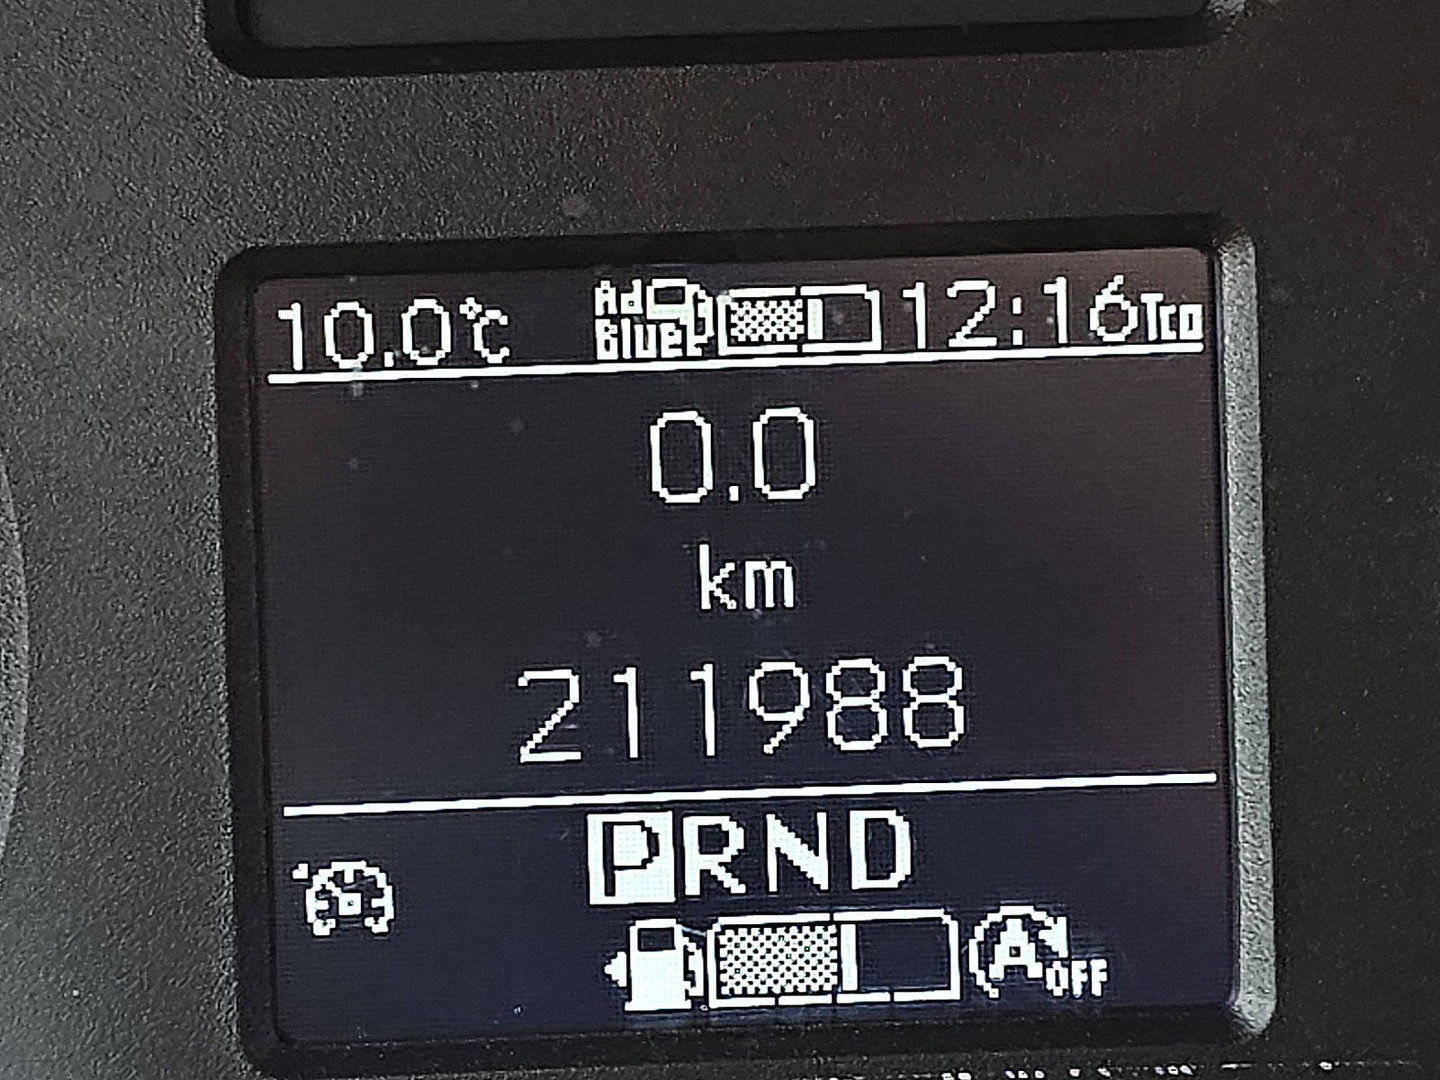 10.0°C Ad Blue 12:16 Tco
0.0
km
211988
PRND
A OFF